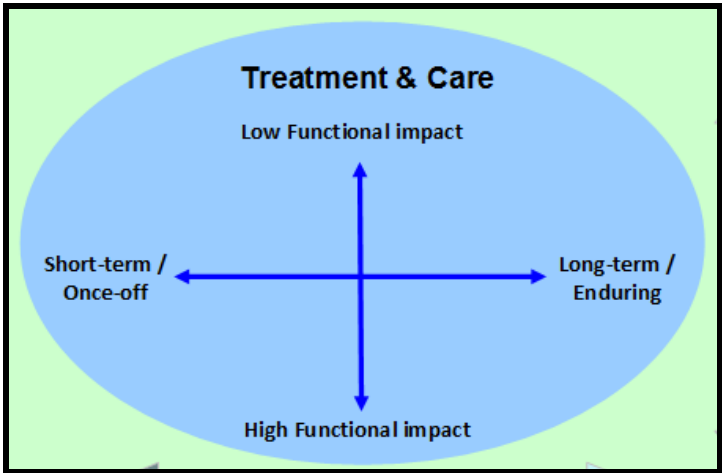 Treatment & Care
Low Functional impact
Short-term /
Once-off
Long-term /
Enduring
High Functional impact